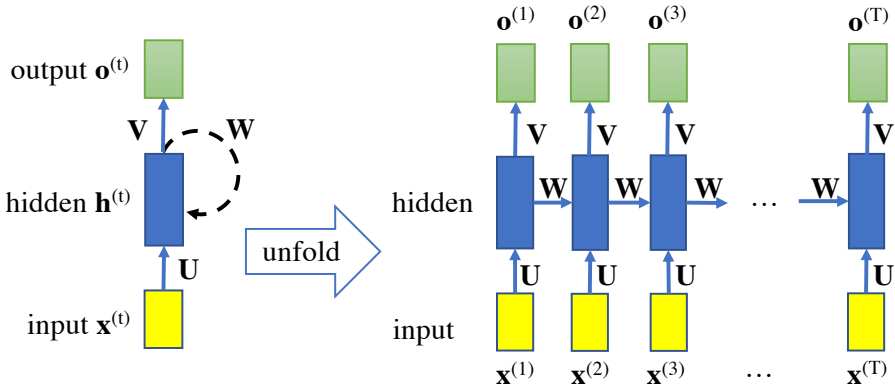 output o^(t)
V W
hidden h^(t)
U
input x^(t)
unfold
o^(1) o^(2) o^(3) o^(T)
V V V V
hidden W W W … W
U U U U
input
x^(1) x^(2) x^(3) … x^(T)